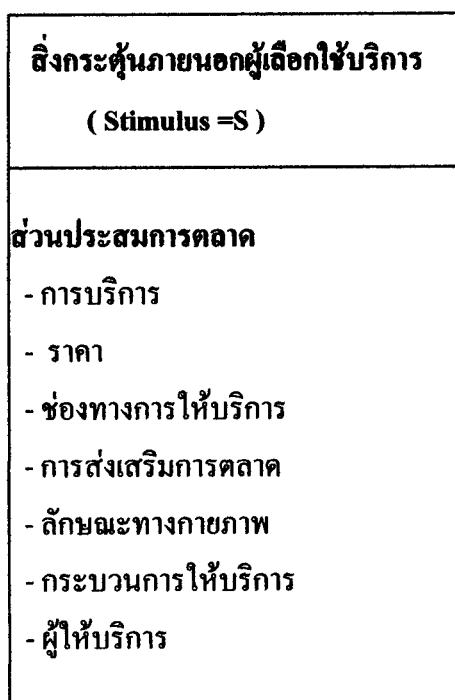 สิ่งกระตุ้นภายนอกผู้เลือกใช้บริการ
( Stimulus =S )
ส่วนประสมการตลาด
- การบริการ
- ราคา
- ช่องทางการให้บริการ
- การส่งเสริมการตลาด
- ลักษณะทางกายภาพ
- กระบวนการให้บริการ
- ผู้ให้บริการ